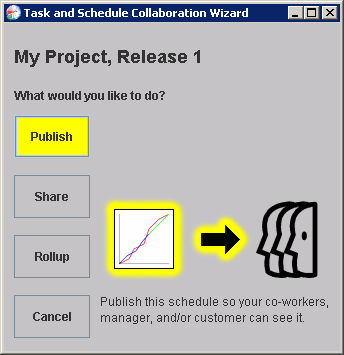 Task and Schedule Collaboration Wizard
My Project, Release 1
What would you like to do?
Publish
Share
Rollup
Cancel
Publish this schedule so your co-workers,
manager, and/or customer can see it.